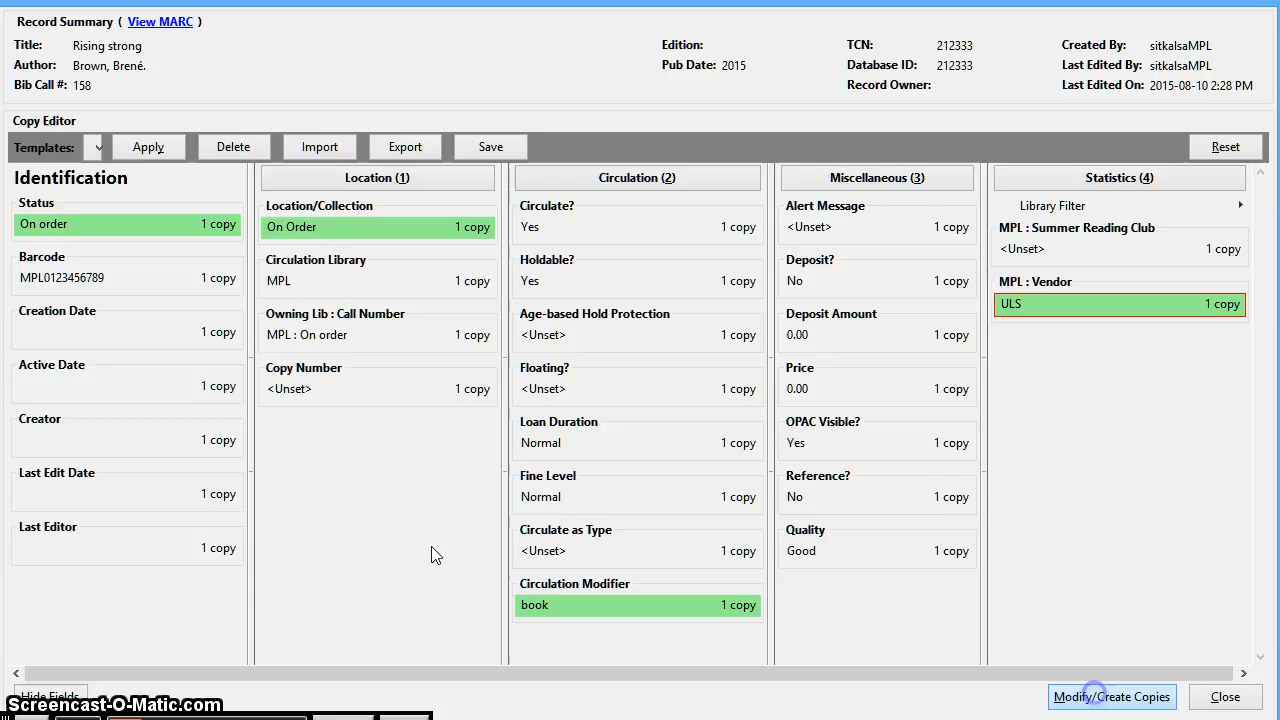 Record Summary ( View MARC )
Title: Rising strong Edition: TCN: 212333 Created By: sitkalsaMPL
Author: Brown, Brené. Pub Date: 2015 Database ID: 212333 Last Edited By: sitkalsaMPL
Bib Call #: 158 Record Owner: Last Edited On: 2015-08-10 2:28 PM
Copy Editor
Templates: Apply Delete Import Export Save Reset
Identification
Status
On order 1 copy
Barcode
MPL0123456789 1 copy
Creation Date
1 copy
Active Date
1 copy
Creator
1 copy
Last Edit Date
1 copy
Last Editor
1 copy
Location (1)
Location/Collection
On Order 1 copy
Circulation Library
MPL 1 copy
Owning Lib : Call Number
MPL : On order 1 copy
Copy Number
<Unset> 1 copy
Circulation (2)
Circulate?
Yes 1 copy
Holdable?
Yes 1 copy
Age-based Hold Protection
<Unset> 1 copy
Floating?
<Unset> 1 copy
Loan Duration
Normal 1 copy
Fine Level
Normal 1 copy
Circulate as Type
<Unset> 1 copy
Circulation Modifier
book 1 copy
Miscellaneous (3)
Alert Message
<Unset> 1 copy
Deposit?
No 1 copy
Deposit Amount
0.00 1 copy
Price
0.00 1 copy
OPAC Visible?
Yes 1 copy
Reference?
No 1 copy
Quality
Good 1 copy
Statistics (4)
Library Filter
MPL : Summer Reading Club
<Unset> 1 copy
MPL : Vendor
ULS 1 copy
Hide Fields Modify/Create Copies Close
Screencast-O-Matic.com